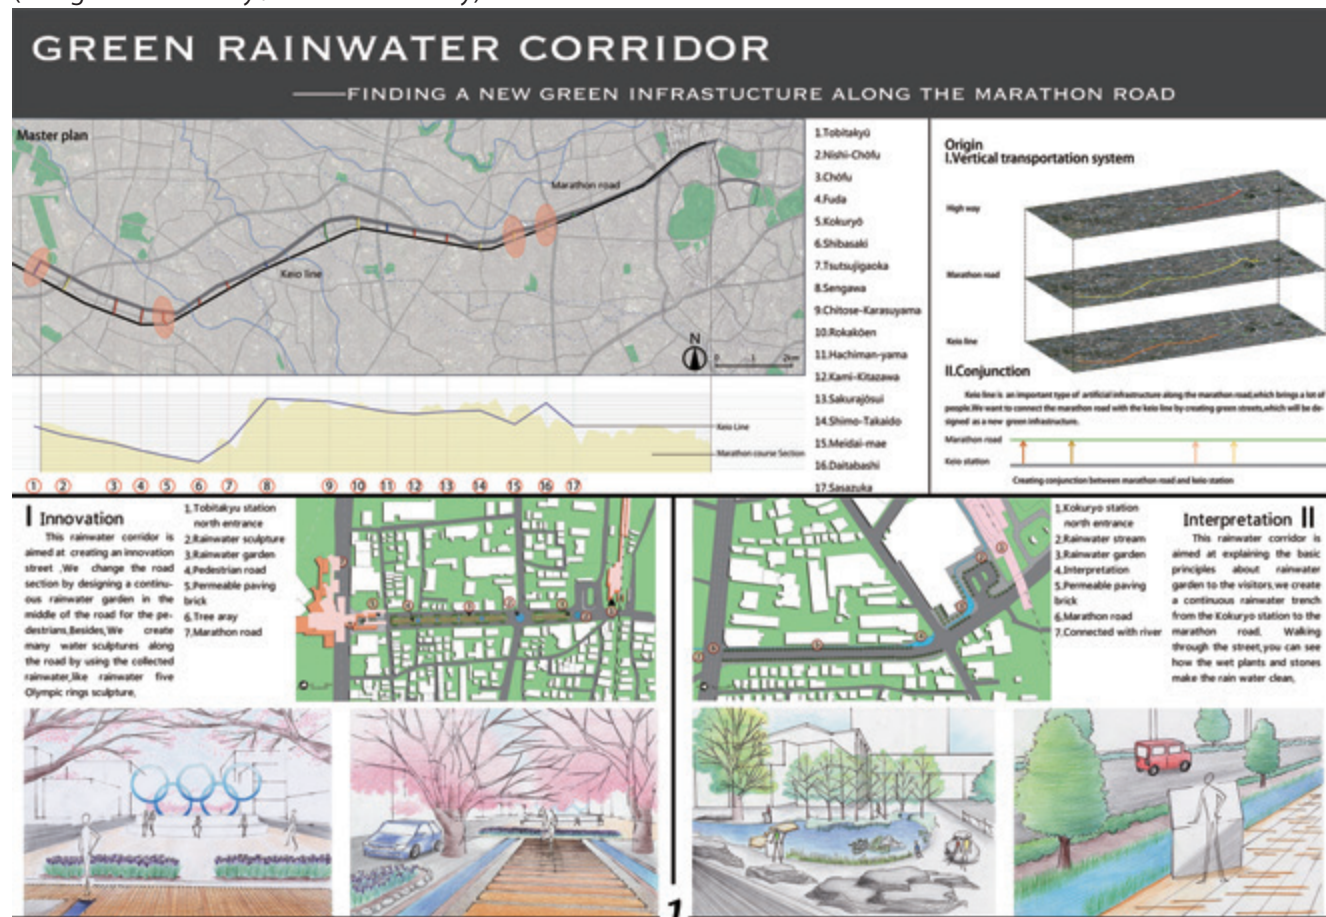 GREEN RAINWATER CORRIDOR
——FINDING A NEW GREEN INFRASTUCTURE ALONG THE MARATHON ROAD
Master plan
Marathon road
Keio line
N
0 1 2km
1.Tobitakyū
2.Nishi-Chōfu
3.Chōfu
4.Fuda
5.Kokuryō
6.Shibasaki
7.Tsutsujigaoka
8.Sengawa
9.Chitose-Karasuyama
10.Rokakōen
11.Hachiman-yama
12.Kami-Kitazawa
13.Sakurajōsui
14.Shimo-Takaido
15.Meidai-mae
16.Daitabashi
17.Sasazuka
Keio Line
Marathon course Section
1 2 3 4 5 6 7 8 9 10 11 12 13 14 15 16 17
Origin
I.Vertical transportation system
High way
Marathon road
Keio line
II.Conjunction
Keio line is an important type of artificial infrastructure along the marathon road,which brings a lot of
people.We want to connect the marathon road with the keio line by creating green streets,which will be de-
signed as a new green infrastructure.
Marathon road
Keio station
Creating conjunction between marathon road and keio station
I Innovation
This rainwater corridor is
aimed at creating an innovation
street .We change the road
section by designing a continu-
ous rainwater garden in the
middle of the road for the pe-
destrians.Besides,We create
many water sculptures along
the road by using the collected
rainwater,like rainwater five
Olympic rings sculpture.
1.Tobitakyu station
north entrance
2.Rainwater sculpture
3.Rainwater garden
4.Pedestrian road
5.Permeable paving
brick
6.Tree aray
7.Marathon road
1.Kokuryo station
north entrance
2.Rainwater stream
3.Rainwater garden
4.Interpretation
5.Permeable paving
brick
6.Marathon road
7.Connected with river
Interpretation II
This rainwater corridor is
aimed at explaining the basic
principles about rainwater
garden to the visitors,we create
a continuous rainwater trench
from the Kokuryo station to the
marathon road. Walking
through the street,you can see
how the wet plants and stones
make the rain water clean.